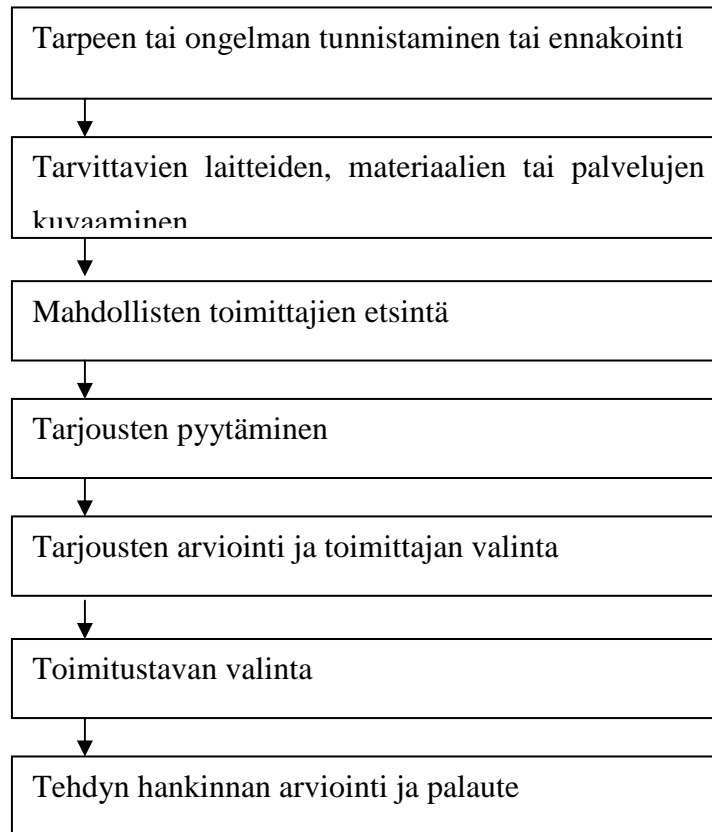 Tarpeen tai ongelman tunnistaminen tai ennakointi
Tarvittavien laitteiden, materiaalien tai palvelujen
kuvaaminen
Mahdollisten toimittajien etsintä
Tarjousten pyytäminen
Tarjousten arviointi ja toimittajan valinta
Toimitustavan valinta
Tehdyn hankinnan arviointi ja palaute